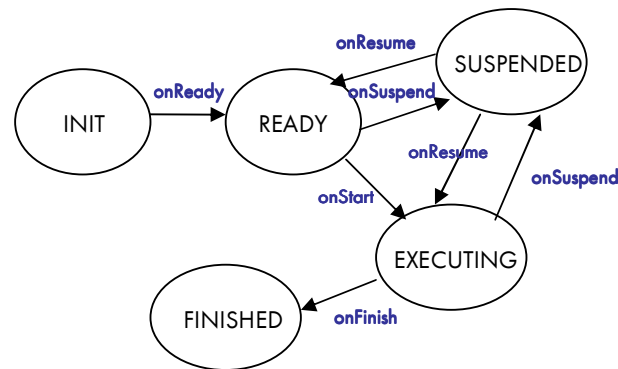 onResume
SUSPENDED
onReady
onSuspend
INIT
READY
onResume
onSuspend
onStart
EXECUTING
FINISHED
onFinish